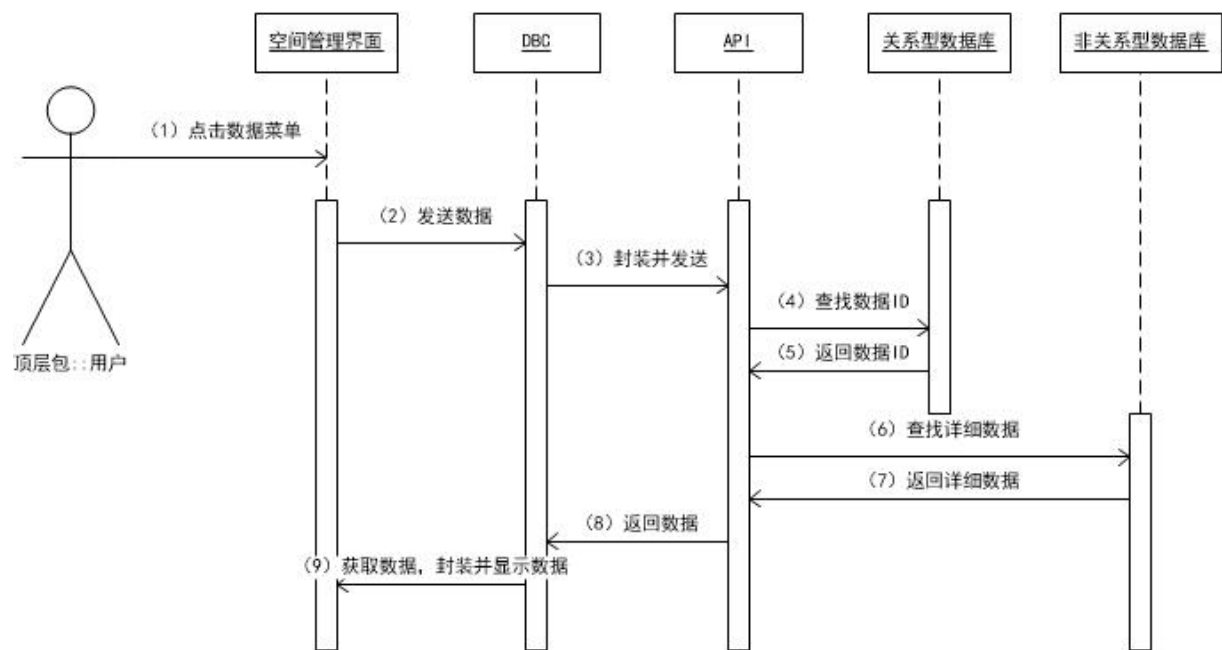 空间管理界面
DBC
API
关系型数据库
非关系型数据库
(1) 点击数据菜单
(2) 发送数据
(3) 封装并发送
(4) 查找数据ID
(5) 返回数据ID
顶层包::用户
(6) 查找详细数据
(7) 返回详细数据
(8) 返回数据
(9) 获取数据, 封装并显示数据